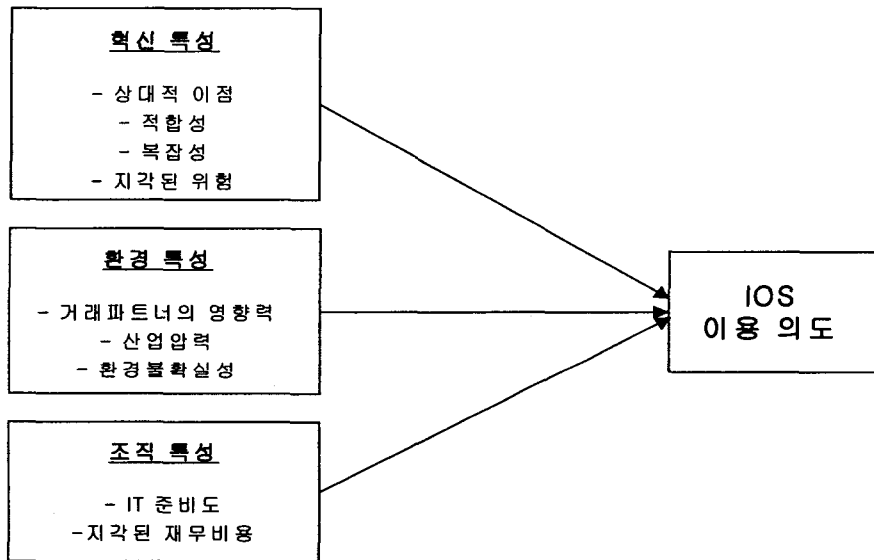 혁신 특성
- 상대적 이점
- 적합성
- 복잡성
- 지각된 위험
환경 특성
- 거래파트너의 영향력
- 산업압력
- 환경불확실성
조직 특성
- IT 준비도
-지각된 재무비용
IOS
이용 의도